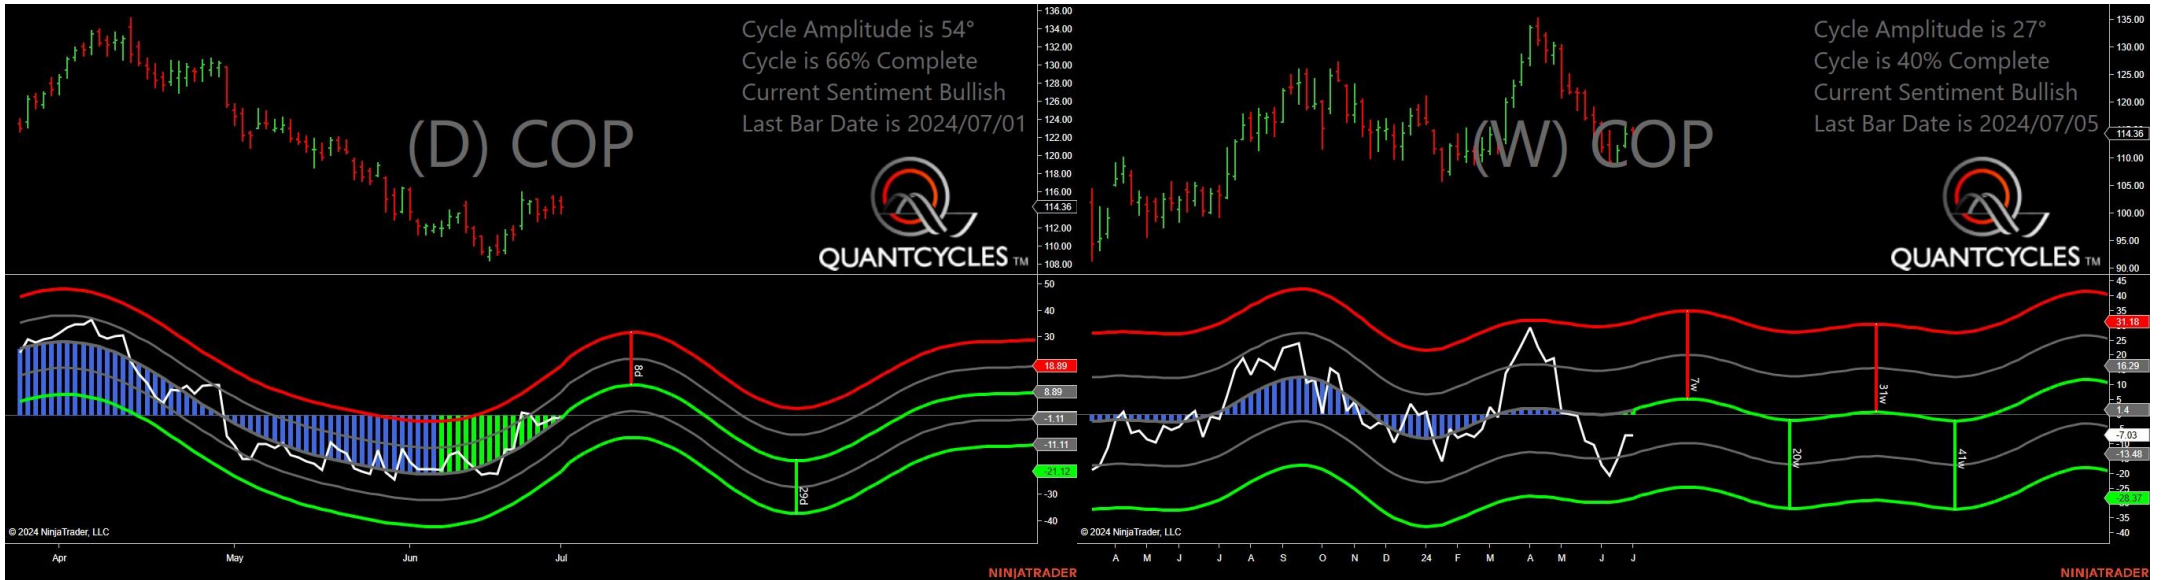 Cycle Amplitude is 54°
Cycle is 66% Complete
Current Sentiment Bullish
Last Bar Date is 2024/07/01
(D) COP
QUANTCYCLES TM
136.00
134.00
132.00
130.00
128.00
126.00
124.00
122.00
120.00
118.00
116.00
114.36
112.00
110.00
108.00
50
40
30
18.89
8.89
-1.11
-11.11
-21.12
-30
-40
8d
29d
© 2024 NinjaTrader, LLC
Apr May Jun Jul
NINJATRADER
Cycle Amplitude is 27°
Cycle is 40% Complete
Current Sentiment Bullish
Last Bar Date is 2024/07/05
(W) COP
QUANTCYCLES TM
135.00
130.00
125.00
120.00
114.36
110.00
105.00
100.00
95.00
90.00
45
40
35
31.18
25
20
16.29
10
5
1.4
-7.03
-13.48
-20
-25
-28.37
-35
-40
7w
31w
20w
41w
© 2024 NinjaTrader, LLC
A M J J A S O N D 24 F M A M J J
NINJATRADER